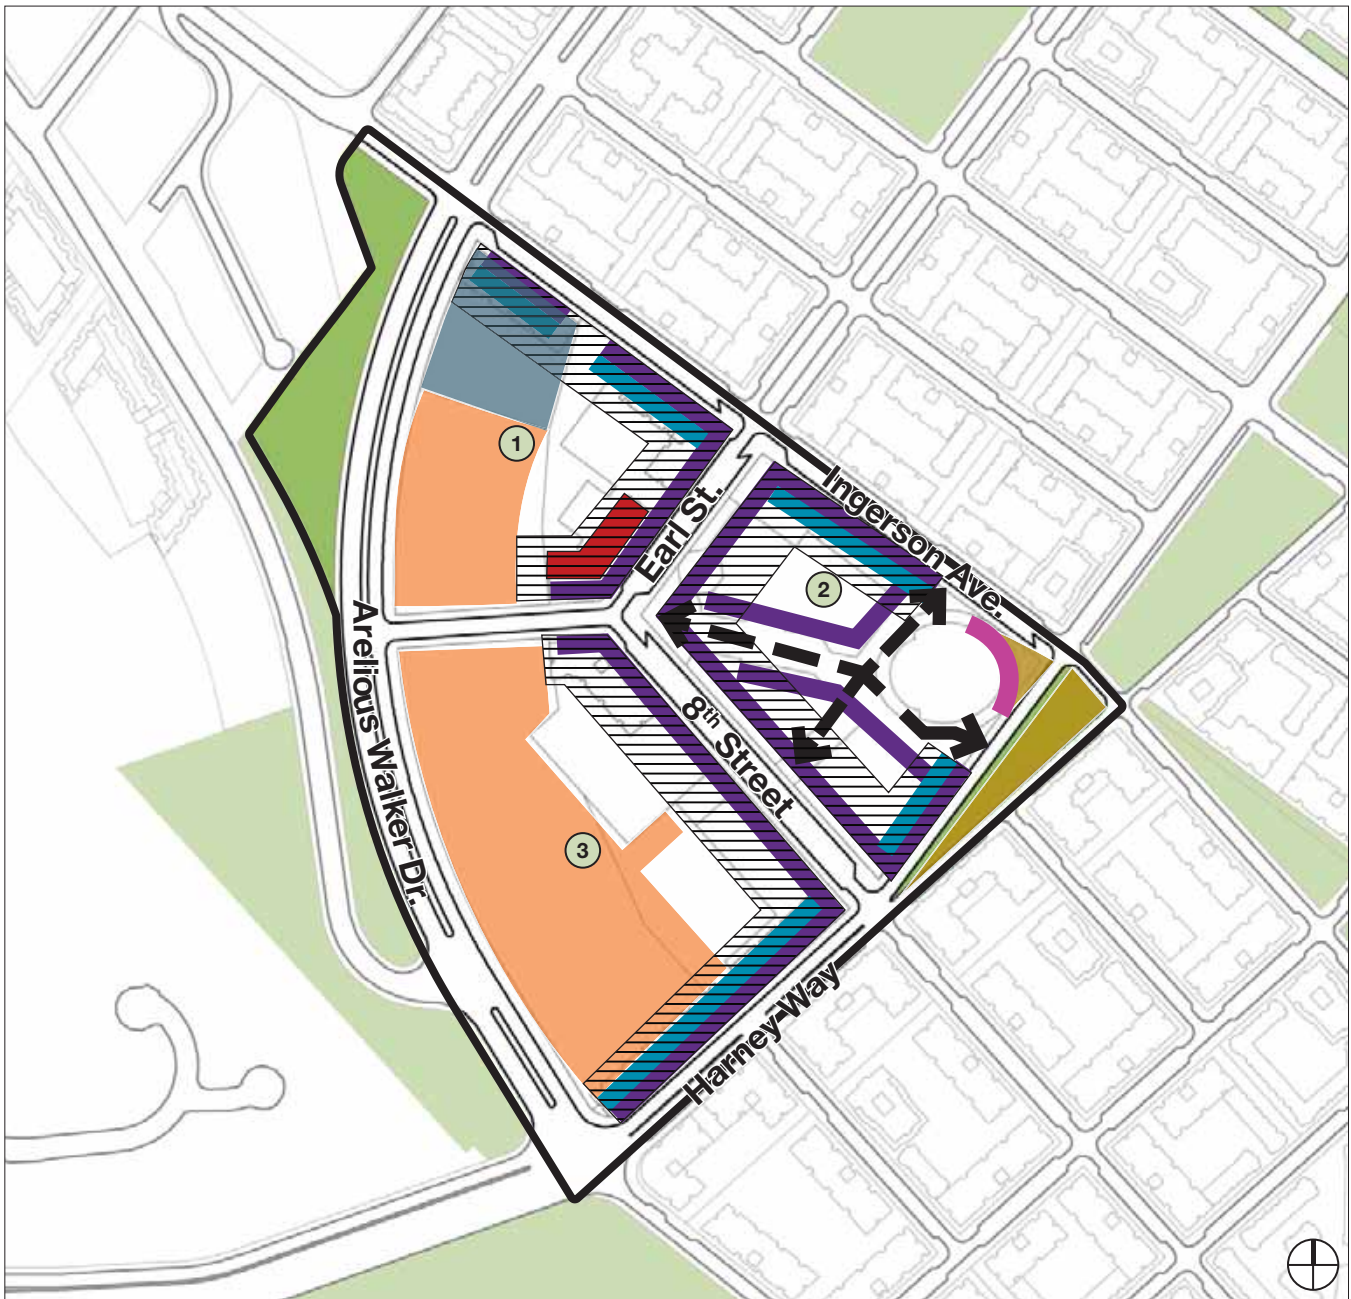 1
Earl St.
Ingerson Ave.
2
Arelious Walker Dr.
8th Street
3
Harney Way